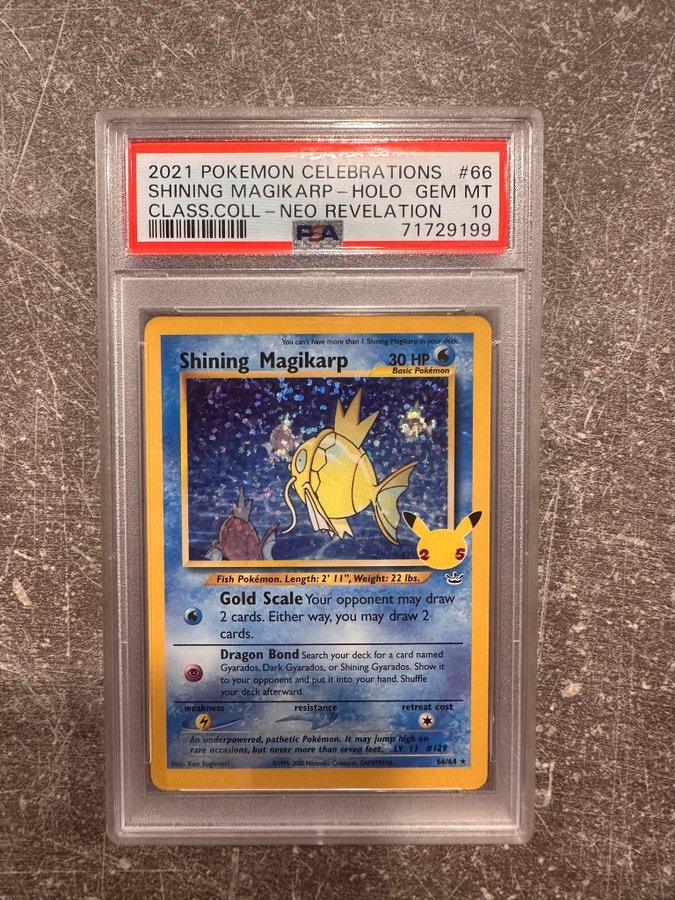 2021 POKEMON CELEBRATIONS #66
SHINING MAGIKARP-HOLO GEM MT
CLASS.COLL-NEO REVELATION 10
PSA 71729199
You can't have more than 1 Shining Magikarp in your deck.
Shining Magikarp 30 HP
Basic Pokémon
25
Fish Pokémon. Length: 2' 11", Weight: 22 lbs.
Gold Scale Your opponent may draw
2 cards. Either way, you may draw 2
cards.
Dragon Bond Search your deck for a card named
Gyarados, Dark Gyarados, or Shining Gyarados. Show it
to your opponent and put it into your hand. Shuffle
your deck afterward.
weakness resistance retreat cost
An underpowered, pathetic Pokémon. It may jump high on
rare occasions, but never more than seven feet. LV. 11 #129
Illus. Ken Sugimori ©1995-2000 Nintendo, Creatures, GAMEFREAK. 66/64 ★